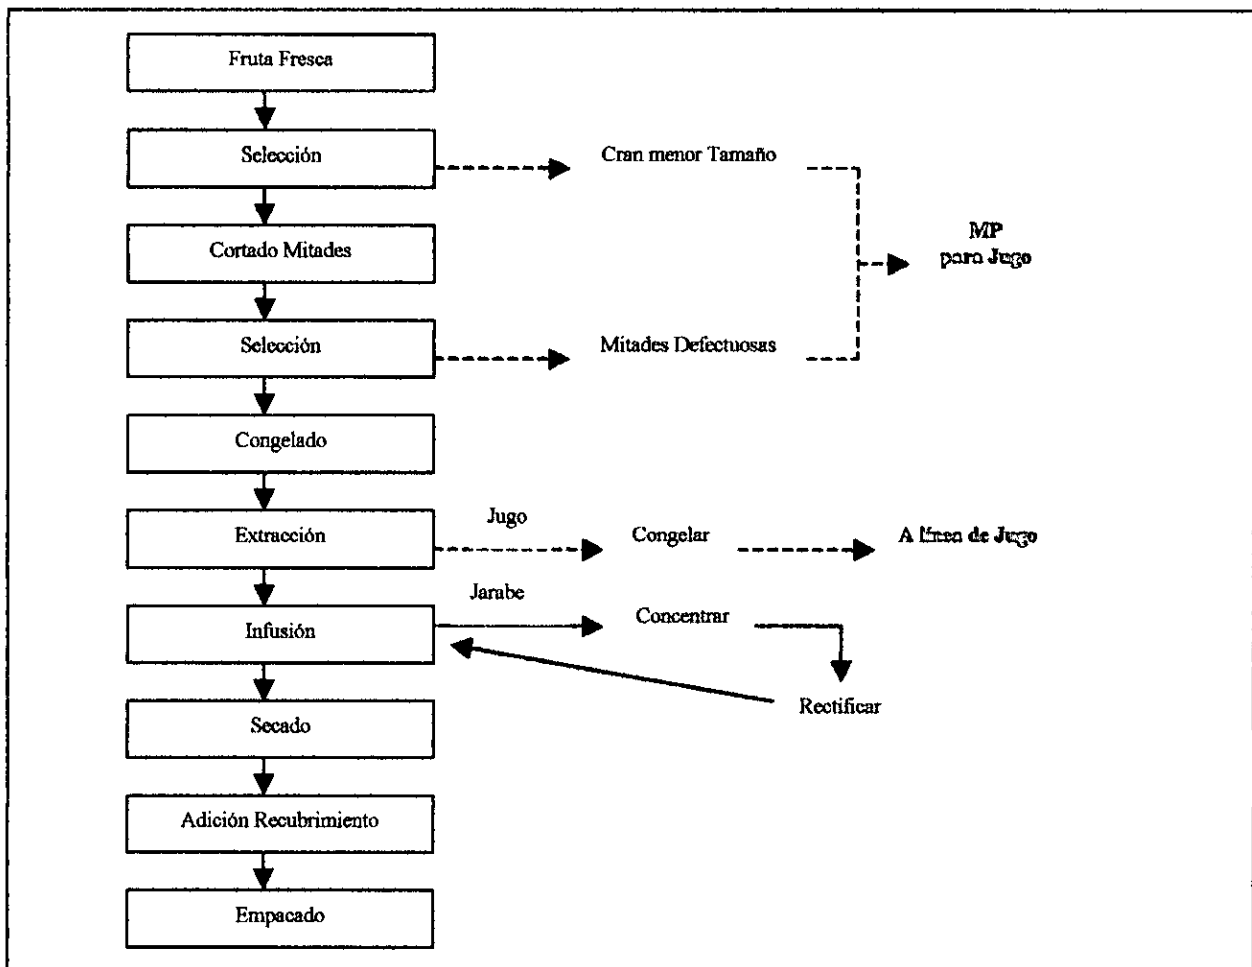 Fruta Fresca
Selección
Cran menor Tamaño
Cortado Mitades
MP
para Jugo
Selección
Mitades Defectuosas
Congelado
Extracción
Jugo
Congelar
A línea de Jugo
Jarabe
Infusión
Concentrar
Secado
Rectificar
Adición Recubrimiento
Empacado